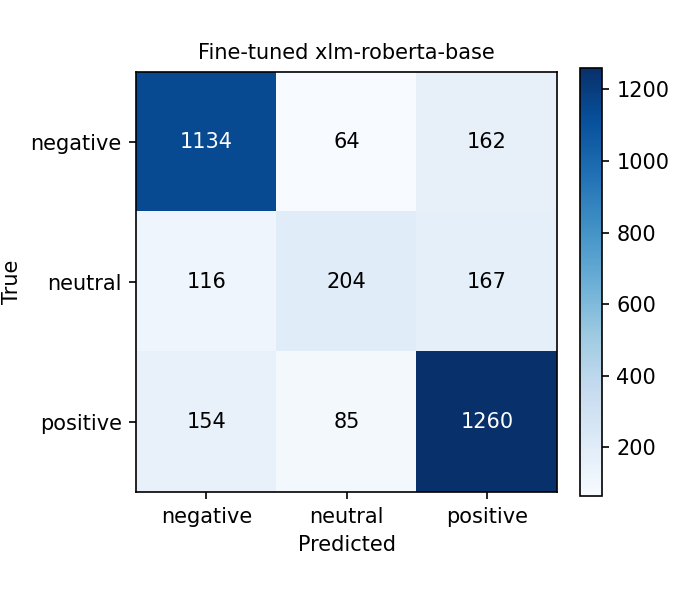 Fine-tuned xlm-roberta-base
negative 1134 64 162
neutral 116 204 167
positive 154 85 1260
negative neutral positive
Predicted
True
1200
1000
800
600
400
200